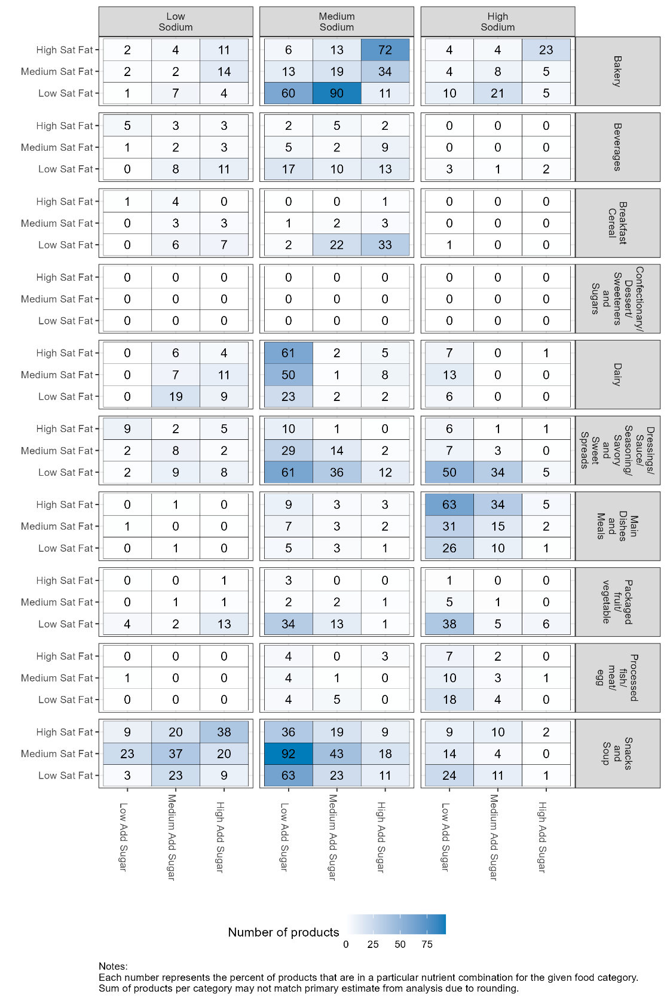 Low
Sodium
Medium
Sodium
High
Sodium
High Sat Fat 2 4 11 6 13 72 4 4 23
Medium Sat Fat 2 2 14 13 19 34 4 8 5
Low Sat Fat 1 7 4 60 90 11 10 21 5
Bakery
High Sat Fat 5 3 3 2 5 2 0 0 0
Medium Sat Fat 1 2 3 5 2 9 0 0 0
Low Sat Fat 0 8 11 17 10 13 3 1 2
Beverages
High Sat Fat 1 4 0 0 0 1 0 0 0
Medium Sat Fat 0 3 3 1 2 3 0 0 0
Low Sat Fat 0 6 7 2 22 33 1 0 0
Breakfast
Cereal
High Sat Fat 0 0 0 0 0 0 0 0 0
Medium Sat Fat 0 0 0 0 0 0 0 0 0
Low Sat Fat 0 0 0 0 0 0 0 0 0
Confectionary/
Dessert/
Sweeteners
and
Sugars
High Sat Fat 0 6 4 61 2 5 7 0 1
Medium Sat Fat 0 7 11 50 1 8 13 0 0
Low Sat Fat 0 19 9 23 2 2 6 0 0
Dairy
High Sat Fat 9 2 5 10 1 0 6 1 1
Medium Sat Fat 2 8 2 29 14 2 7 3 0
Low Sat Fat 2 9 8 61 36 12 50 34 5
Dressings/
Sauce/
Seasoning/
Savory
and
Sweet
Spreads
High Sat Fat 0 1 0 9 3 3 63 34 5
Medium Sat Fat 1 0 0 7 3 2 31 15 2
Low Sat Fat 0 1 0 5 3 1 26 10 1
Main
Dishes
and
Meals
High Sat Fat 0 0 1 3 0 0 1 0 0
Medium Sat Fat 0 1 1 2 2 1 5 1 0
Low Sat Fat 4 2 13 34 13 1 38 5 6
Packaged
fruit/
vegetable
High Sat Fat 0 0 0 4 0 3 7 2 0
Medium Sat Fat 1 0 0 4 1 0 10 3 1
Low Sat Fat 0 0 0 4 5 0 18 4 0
Processed
fish/
meat/
egg
High Sat Fat 9 20 38 36 19 9 9 10 2
Medium Sat Fat 23 37 20 92 43 18 14 4 0
Low Sat Fat 3 23 9 63 23 11 24 11 1
Snacks
and
Soup
Low Add Sugar
Medium Add Sugar
High Add Sugar
Low Add Sugar
Medium Add Sugar
High Add Sugar
Low Add Sugar
Medium Add Sugar
High Add Sugar
Number of products
0 25 50 75
Notes:
Each number represents the percent of products that are in a particular nutrient combination for the given food category.
Sum of products per category may not match primary estimate from analysis due to rounding.